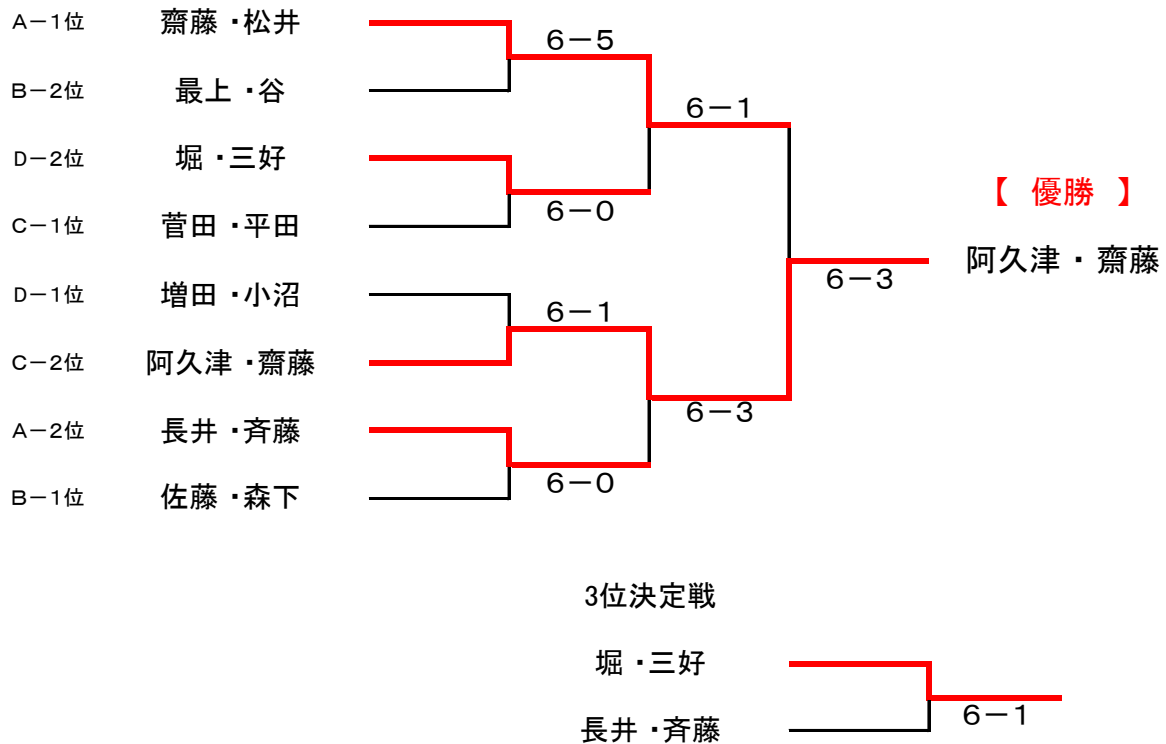 A－1位 齋藤・松井
6－5
B－2位 最上・谷
6－1
D－2位 堀・三好
【 優勝 】
6－0
C－1位 菅田・平田
阿久津・齋藤
6－3
D－1位 増田・小沼
6－1
C－2位 阿久津・齋藤
6－3
A－2位 長井・斉藤
6－0
B－1位 佐藤・森下
3位決定戦
堀・三好
6－1
長井・斉藤